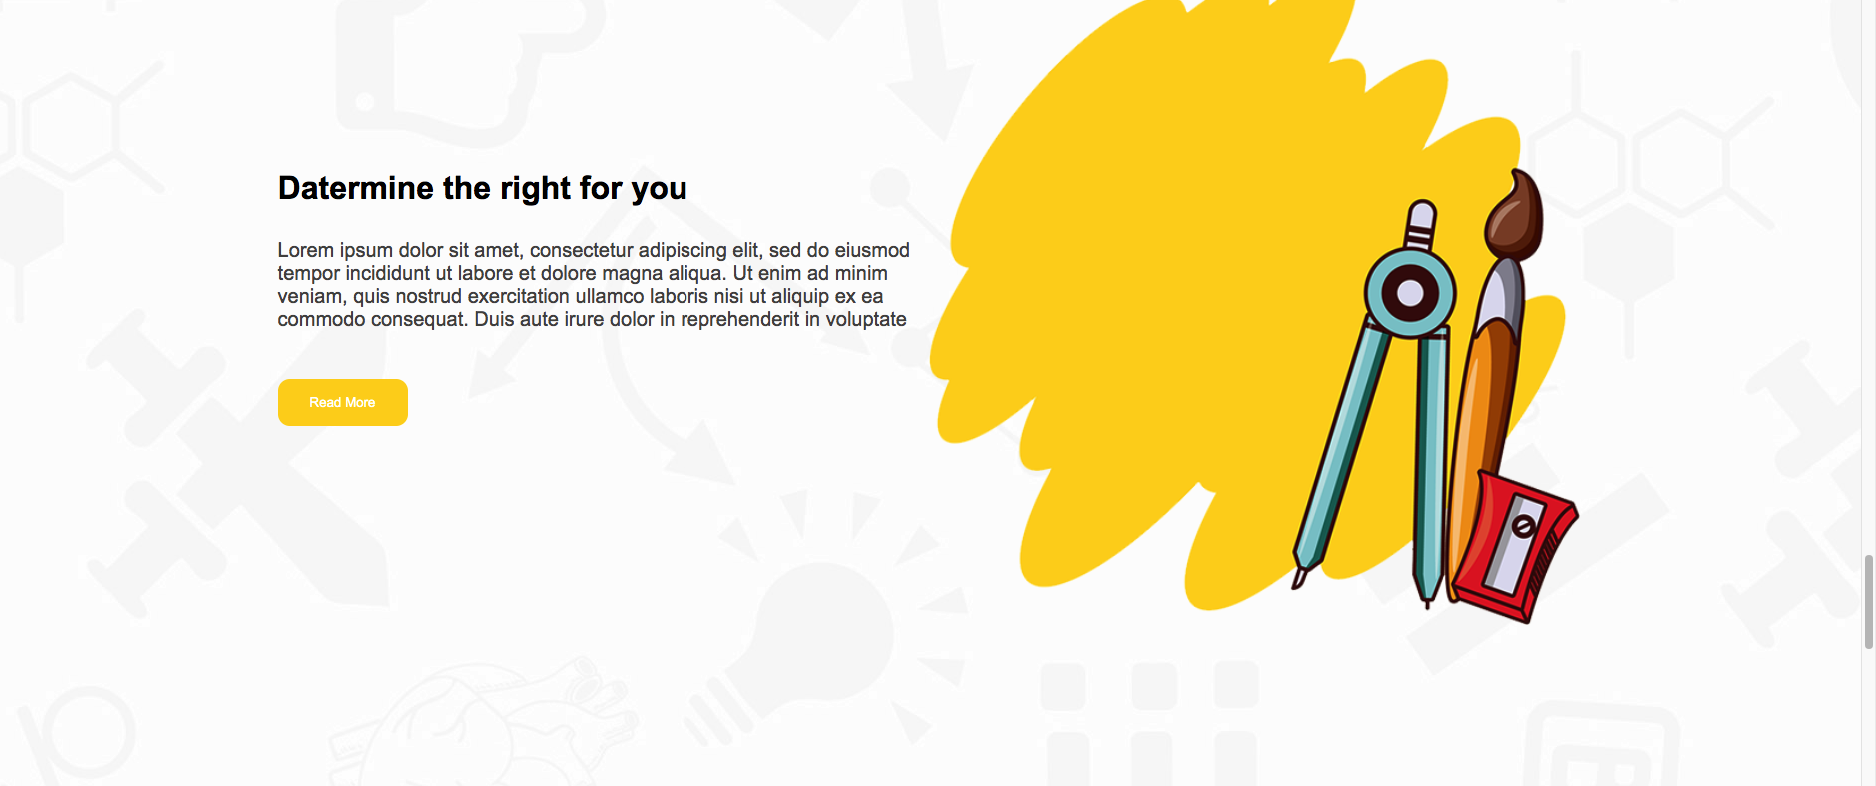 Datermine the right for you
Lorem ipsum dolor sit amet, consectetur adipiscing elit, sed do eiusmod
tempor incididunt ut labore et dolore magna aliqua. Ut enim ad minim
veniam, quis nostrud exercitation ullamco laboris nisi ut aliquip ex ea
commodo consequat. Duis aute irure dolor in reprehenderit in voluptate
Read More